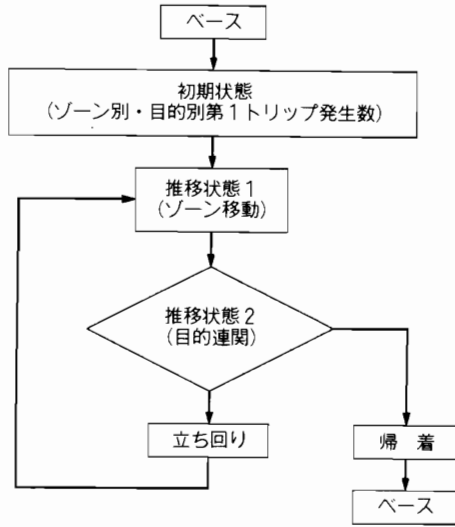 ベース
初期状態
(ゾーン別・目的別第1トリップ発生数)
推移状態1
(ゾーン移動)
推移状態2
(目的連関)
立ち回り
帰着
ベース